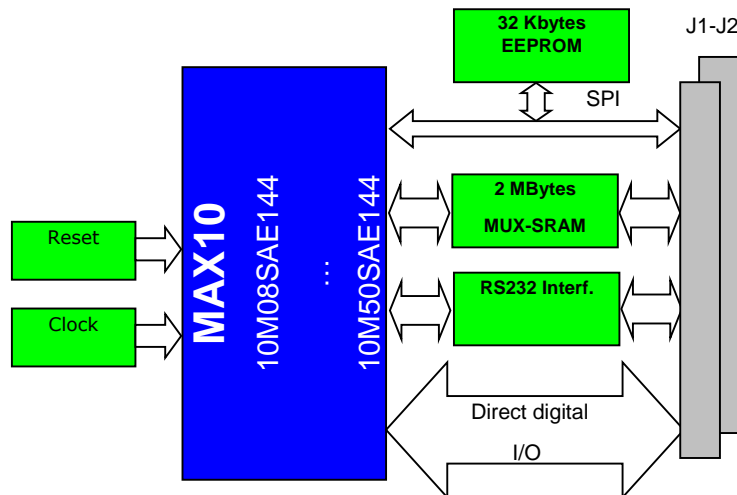 32 Kbytes
EEPROM
J1-J2
SPI
2 MBytes
MUX-SRAM
RS232 Interf.
Direct digital
I/O
Reset
Clock
MAX10
10M08SAE144
...
10M50SAE144